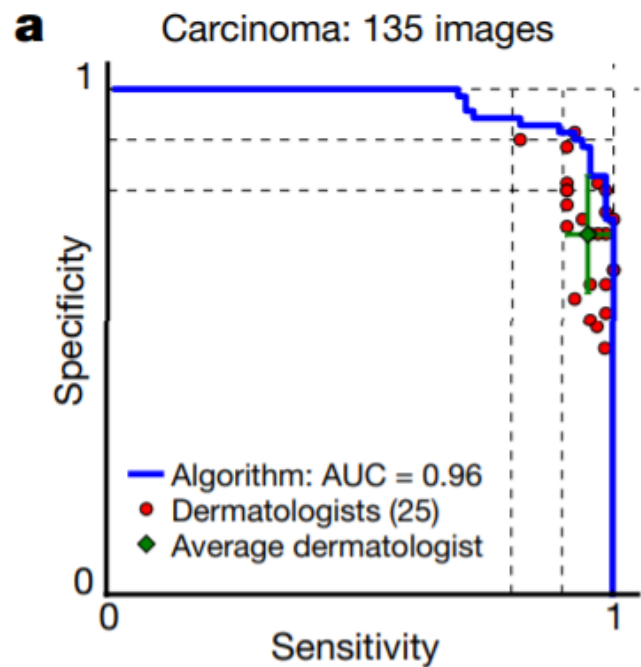 a
Carcinoma: 135 images
1
Specificity
Algorithm: AUC = 0.96
Dermatologists (25)
Average dermatologist
0
0
1
Sensitivity